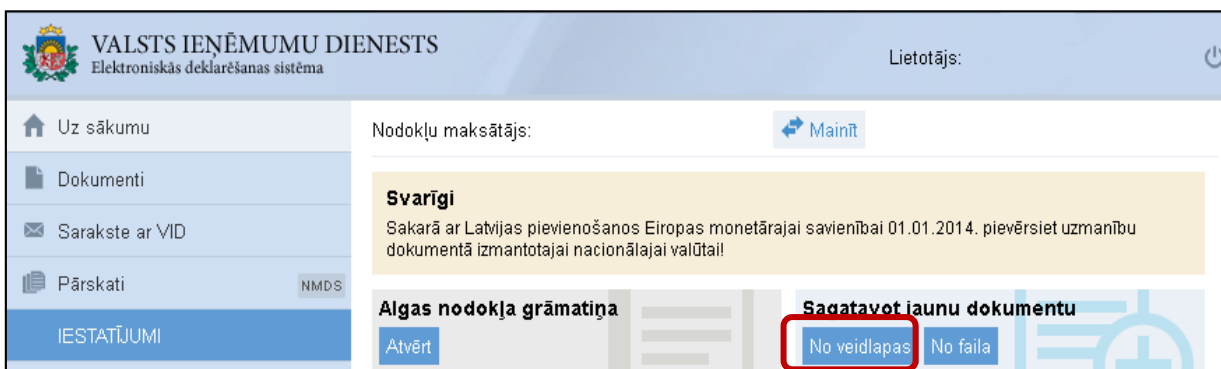 VALSTS IEŅĒMUMU DIENESTS
Elektroniskās deklarēšanas sistēma
Lietotājs:
Uz sākumu
Dokumenti
Sarakste ar VID
Pārskati
NMDS
IESTATĪJUMI
Nodokļu maksātājs:
Mainīt
Svarīgi
Sakarā ar Latvijas pievienošanos Eiropas monetārajai savienībai 01.01.2014. pievērsiet uzmanību
dokumentā izmantotajai nacionālajai valūtai!
Algas nodokļa grāmatiņa
Atvērt
Sagatavot jaunu dokumentu
No veidlapas
No faila